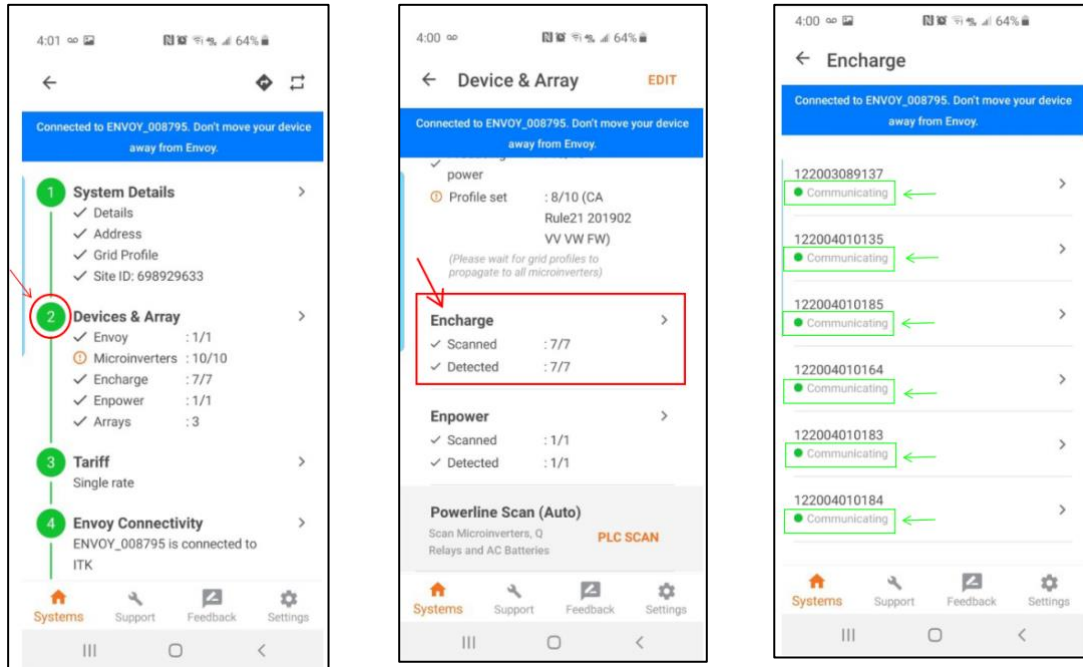 4:01
64%
Connected to ENVOY_008795. Don't move your device
away from Envoy.
1 System Details
Details
Address
Grid Profile
Site ID: 698929633
2 Devices & Array
Envoy : 1/1
Microinverters : 10/10
Encharge : 7/7
Enpower : 1/1
Arrays : 3
3 Tariff
Single rate
4 Envoy Connectivity
ENVOY_008795 is connected to
ITK
Systems Support Feedback Settings
4:00
64%
Device & Array EDIT
Connected to ENVOY_008795. Don't move your device
away from Envoy.
power
Profile set : 8/10 (CA
Rule21 201902
VV VW FW)
(Please wait for grid profiles to
propagate to all microinverters)
Encharge
Scanned : 7/7
Detected : 7/7
Enpower
Scanned : 1/1
Detected : 1/1
Powerline Scan (Auto)
Scan Microinverters, Q
Relays and AC Batteries
PLC SCAN
Systems Support Feedback Settings
4:00
64%
Encharge
Connected to ENVOY_008795. Don't move your device
away from Envoy.
122003089137
Communicating
122004010135
Communicating
122004010185
Communicating
122004010164
Communicating
122004010183
Communicating
122004010184
Communicating
Systems Support Feedback Settings